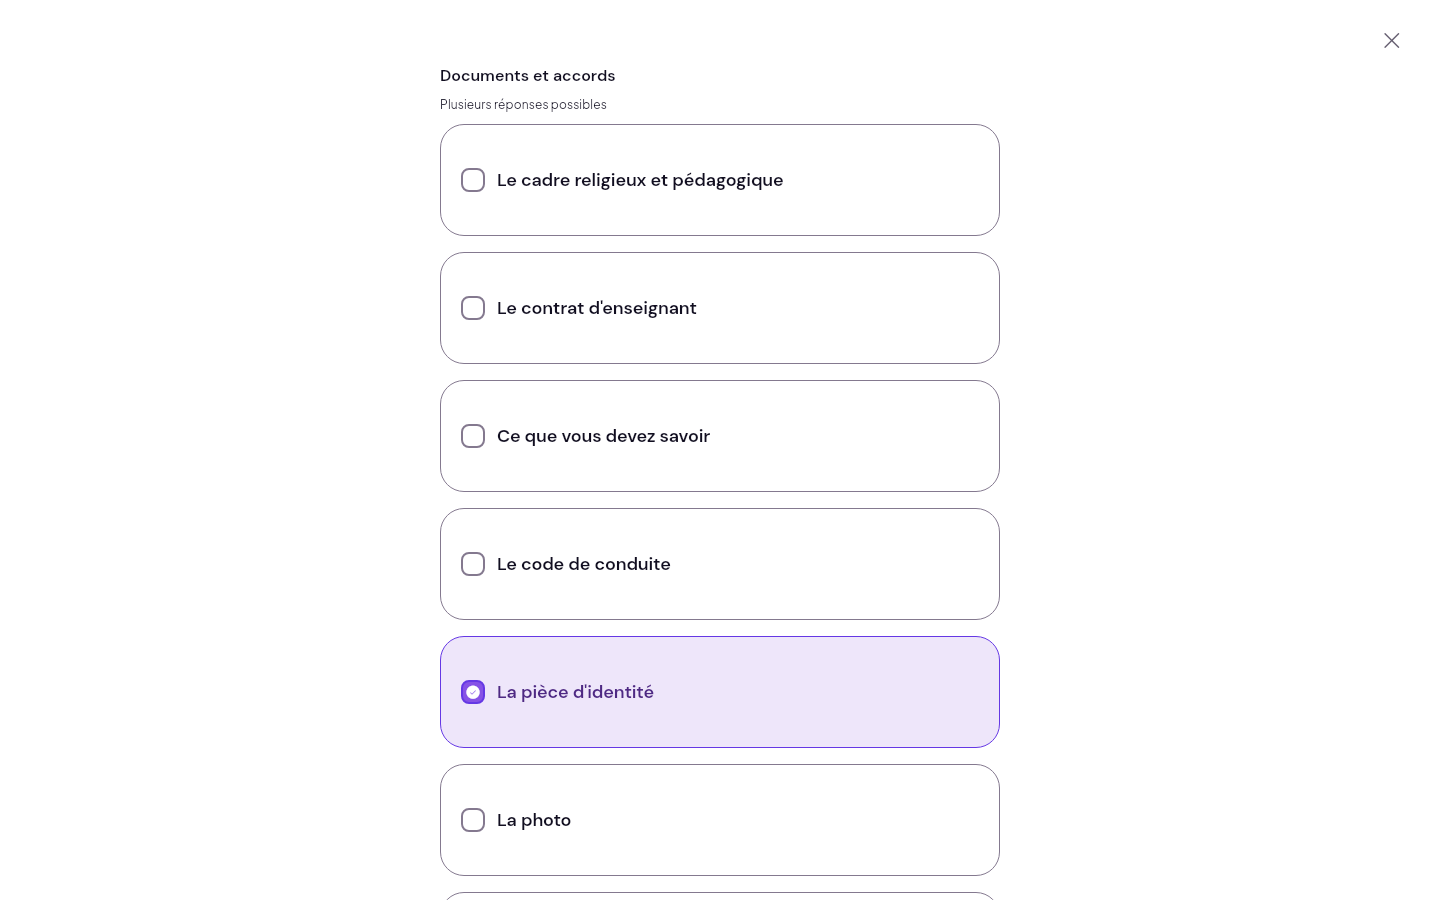 Documents et accords
Plusieurs réponses possibles
Le cadre religieux et pédagogique
Le contrat d'enseignant
Ce que vous devez savoir
Le code de conduite
La pièce d'identité
La photo